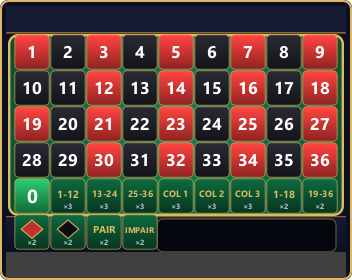 1 2 3 4 5 6 7 8 9
10 11 12 13 14 15 16 17 18
19 20 21 22 23 24 25 26 27
28 29 30 31 32 33 34 35 36
0 1-12 13-24 25-36 COL 1 COL 2 COL 3 1-18 19-36
×3 ×3 ×3 ×3 ×3 ×3 ×2 ×2
PAIR IMPAIR
×2 ×2 ×2 ×2